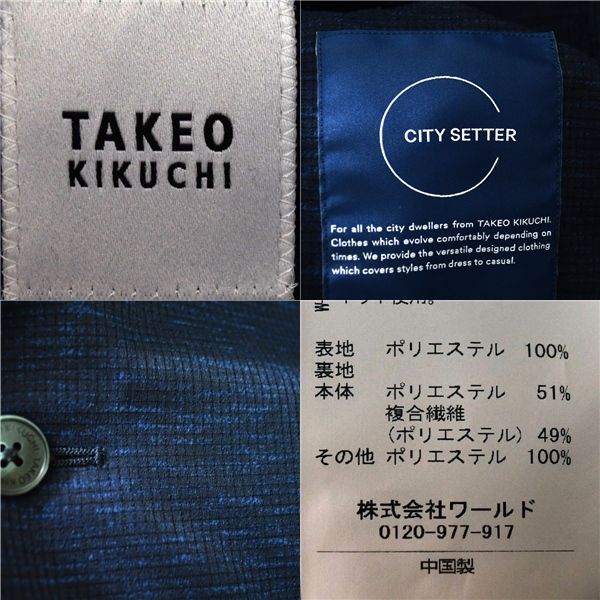 TAKEO
KIKUCHI
CITY SETTER
For all the city dwellers from TAKEO KIKUCHI.
Clothes which evolve comfortably depending on
times. We provide the versatile designed clothing
which covers styles from dress to casual.
KIKUCHI TAKEO
表地 ポリエステル 100%
裏地
本体 ポリエステル 51%
複合繊維
(ポリエステル) 49%
その他 ポリエステル 100%
株式会社ワールド
0120-977-917
中国製